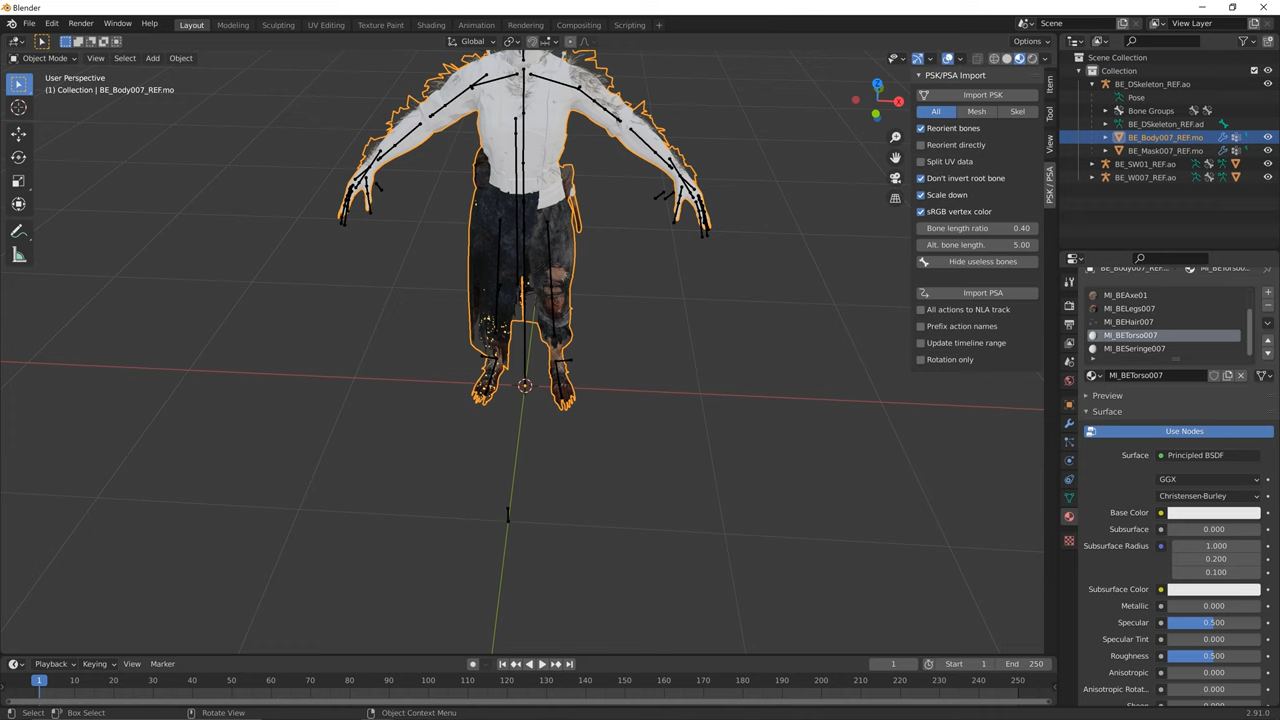 Blender
File Edit Render Window Help Layout Modeling Sculpting UV Editing Texture Paint Shading Animation Rendering Compositing Scripting + Scene View Layer
Global Options
Object Mode View Select Add Object
User Perspective
(1) Collection | BE_Body007_REF.mo
X
Z
PSK/PSA Import
Import PSK
All Mesh Skel
Reorient bones
Reorient directly
Split UV data
Don't invert root bone
Scale down
sRGB vertex color
Bone length ratio 0.40
Alt. bone length. 5.00
Hide useless bones
Import PSA
All actions to NLA track
Prefix action names
Update timeline range
Rotation only
Item
Tool
View
PSK / PSA
Scene Collection
Collection
BE_DSkeleton_REF.ao
Pose
Bone Groups
BE_DSkeleton_REF.ad
BE_Body007_REF.mo
BE_Mask007_REF.mo
BE_SW01_REF.ao
BE_W007_REF.ao
BE_Body007_REF.... MI_BETorso0...
MI_BEAxe01
MI_BELegs007
MI_BEHair007
MI_BETorso007
MI_BESeringe007
MI_BETorso007
Preview
Surface
Use Nodes
Surface Principled BSDF
GGX
Christensen-Burley
Base Color
Subsurface 0.000
Subsurface Radius 1.000
0.200
0.100
Subsurface Color
Metallic 0.000
Specular 0.500
Specular Tint 0.000
Roughness 0.500
Anisotropic 0.000
Anisotropic Rotat... 0.000
Playback Keying View Marker 1 Start 1 End 250
1 10 20 30 40 50 60 70 80 90 100 110 120 130 140 150 160 170 180 190 200 210 220 230 240 250
Select Box Select Rotate View Object Context Menu 2.91.0